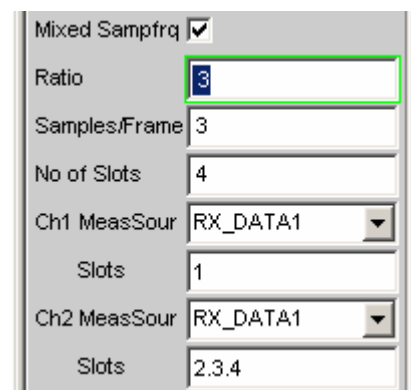 Mixed Sampfrq
Ratio 3
Samples/Frame 3
No of Slots 4
Ch1 MeasSour RX_DATA1
Slots 1
Ch2 MeasSour RX_DATA1
Slots 2.3.4